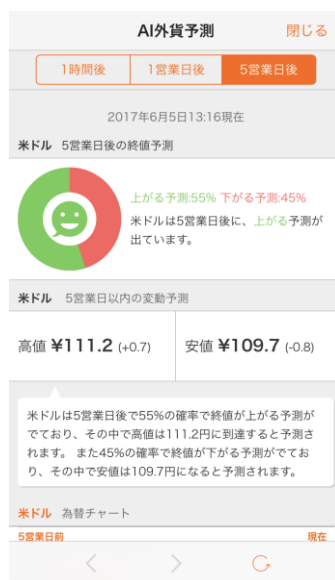 AI外貨予測
閉じる
1時間後 1営業日後 5営業日後
2017年6月5日13:16現在
米ドル 5営業日後の終値予測
上がる予測:55% 下がる予測:45%
米ドルは5営業日後に、上がる予測が
出ています。
米ドル 5営業日以内の変動予測
高値 ¥111.2 (+0.7) 安値 ¥109.7 (-0.8)
米ドルは5営業日後で55%の確率で終値が上がる予測が
でており、その中で高値は111.2円に到達すると予測さ
れます。 また45%の確率で終値が下がる予測がでてお
り、その中で安値は109.7円になると予測されます。
米ドル 為替チャート
5営業日前 現在